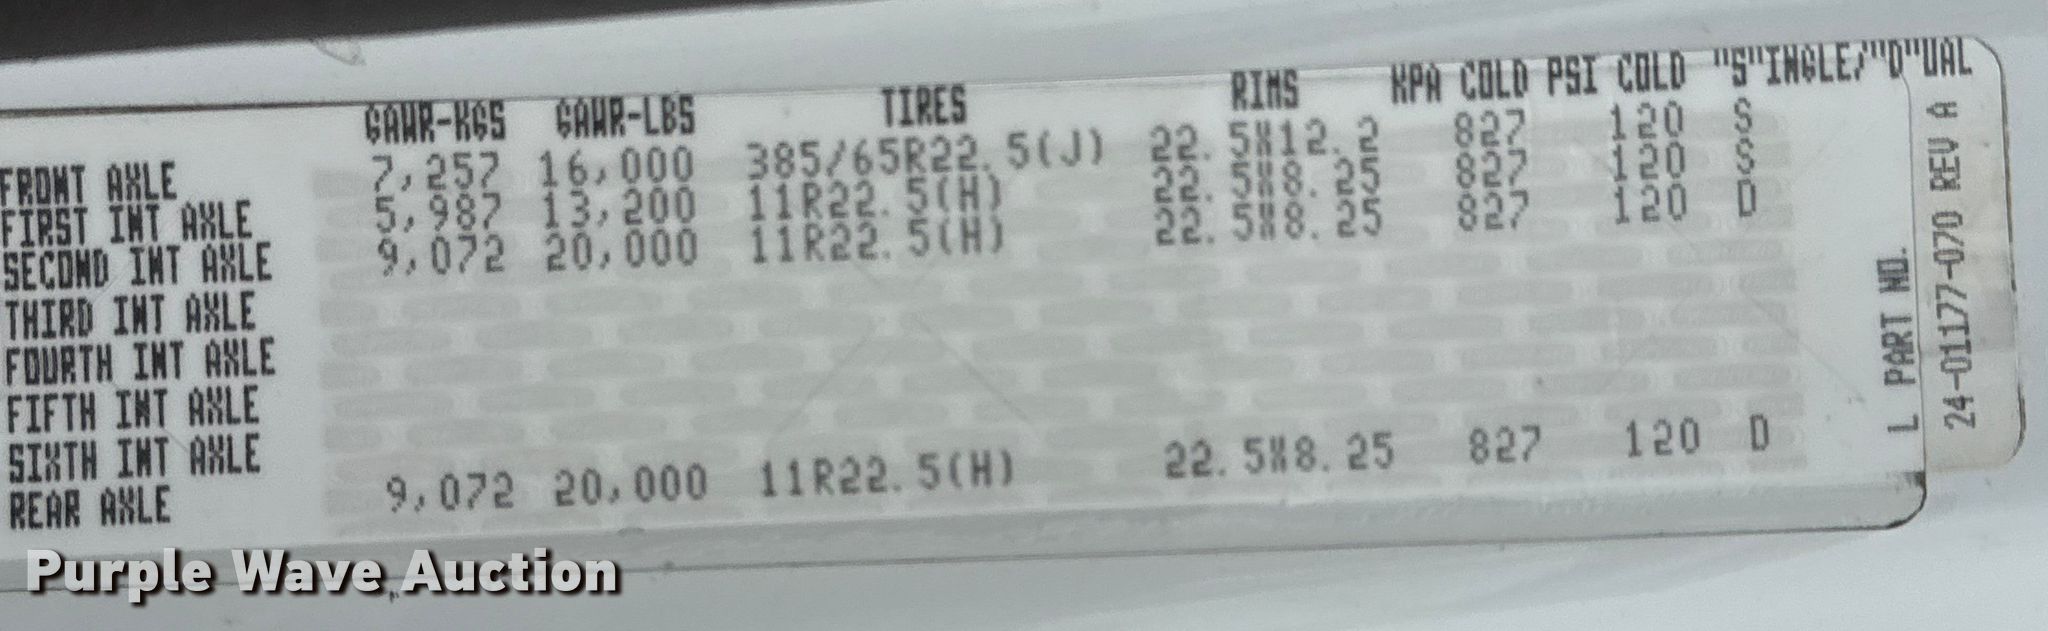 GAWR-KGS GAWR-LBS TIRES RIMS KPA COLD PSI COLD "S"INGLE/"D"UAL
FRONT AXLE 7,257 16,000 385/65R22.5(J) 22.5X12.2 827 120 S
FIRST INT AXLE 5,987 13,200 11R22.5(H) 22.5X8.25 827 120 S
SECOND INT AXLE 9,072 20,000 11R22.5(H) 22.5X8.25 827 120 D
THIRD INT AXLE
FOURTH INT AXLE
FIFTH INT AXLE
SIXTH INT AXLE
REAR AXLE 9,072 20,000 11R22.5(H) 22.5X8.25 827 120 D
L PART NO.
24-01177-070 REV A
Purple Wave Auction